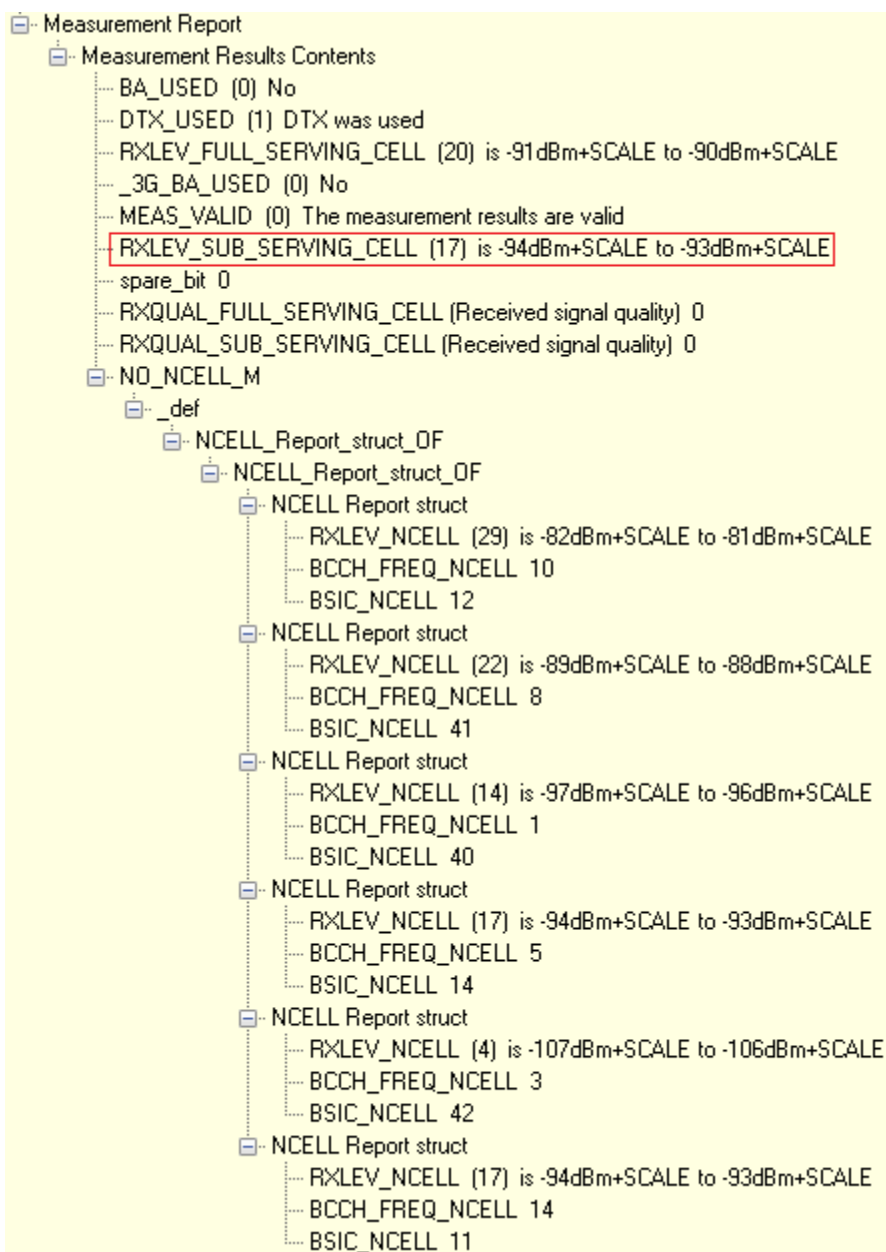 Measurement Report
Measurement Results Contents
BA_USED (0) No
DTX_USED (1) DTX was used
RXLEV_FULL_SERVING_CELL (20) is -91dBm+SCALE to -90dBm+SCALE
_3G_BA_USED (0) No
MEAS_VALID (0) The measurement results are valid
RXLEV_SUB_SERVING_CELL (17) is -94dBm+SCALE to -93dBm+SCALE
spare_bit 0
RXQUAL_FULL_SERVING_CELL (Received signal quality) 0
RXQUAL_SUB_SERVING_CELL (Received signal quality) 0
NO_NCELL_M
_def
NCELL_Report_struct_OF
NCELL_Report_struct_OF
NCELL Report struct
RXLEV_NCELL (29) is -82dBm+SCALE to -81dBm+SCALE
BCCH_FREQ_NCELL 10
BSIC_NCELL 12
NCELL Report struct
RXLEV_NCELL (22) is -89dBm+SCALE to -88dBm+SCALE
BCCH_FREQ_NCELL 8
BSIC_NCELL 41
NCELL Report struct
RXLEV_NCELL (14) is -97dBm+SCALE to -96dBm+SCALE
BCCH_FREQ_NCELL 1
BSIC_NCELL 40
NCELL Report struct
RXLEV_NCELL (17) is -94dBm+SCALE to -93dBm+SCALE
BCCH_FREQ_NCELL 5
BSIC_NCELL 14
NCELL Report struct
RXLEV_NCELL (4) is -107dBm+SCALE to -106dBm+SCALE
BCCH_FREQ_NCELL 3
BSIC_NCELL 42
NCELL Report struct
RXLEV_NCELL (17) is -94dBm+SCALE to -93dBm+SCALE
BCCH_FREQ_NCELL 14
BSIC_NCELL 11